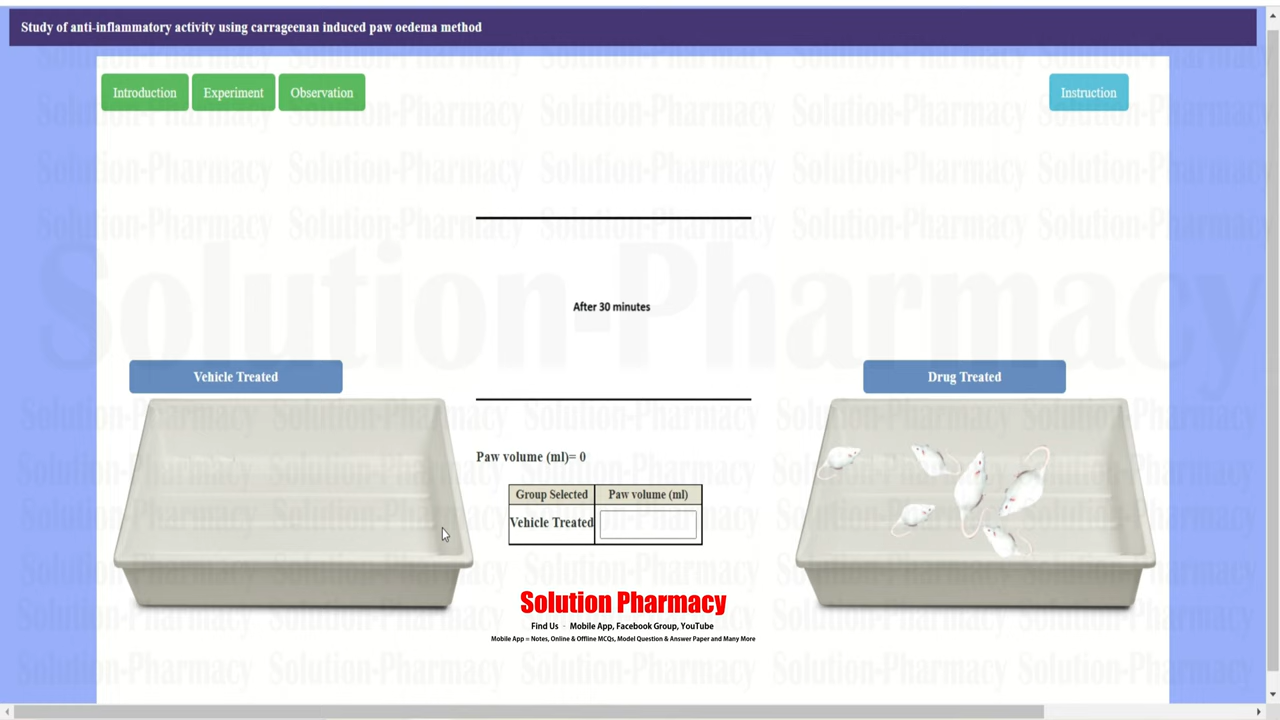 Study of anti-inflammatory activity using carrageenan induced paw oedema method
Introduction
Experiment
Observation
Instruction
Solution-Pharmacy
After 30 minutes
Vehicle Treated
Drug Treated
Paw volume (ml)= 0
Group Selected
Paw volume (ml)
Vehicle Treated
Solution Pharmacy
Find Us - Mobile App, Facebook Group, YouTube
Mobile App = Notes, Online & Offline MCQs, Model Question & Answer Paper and Many More